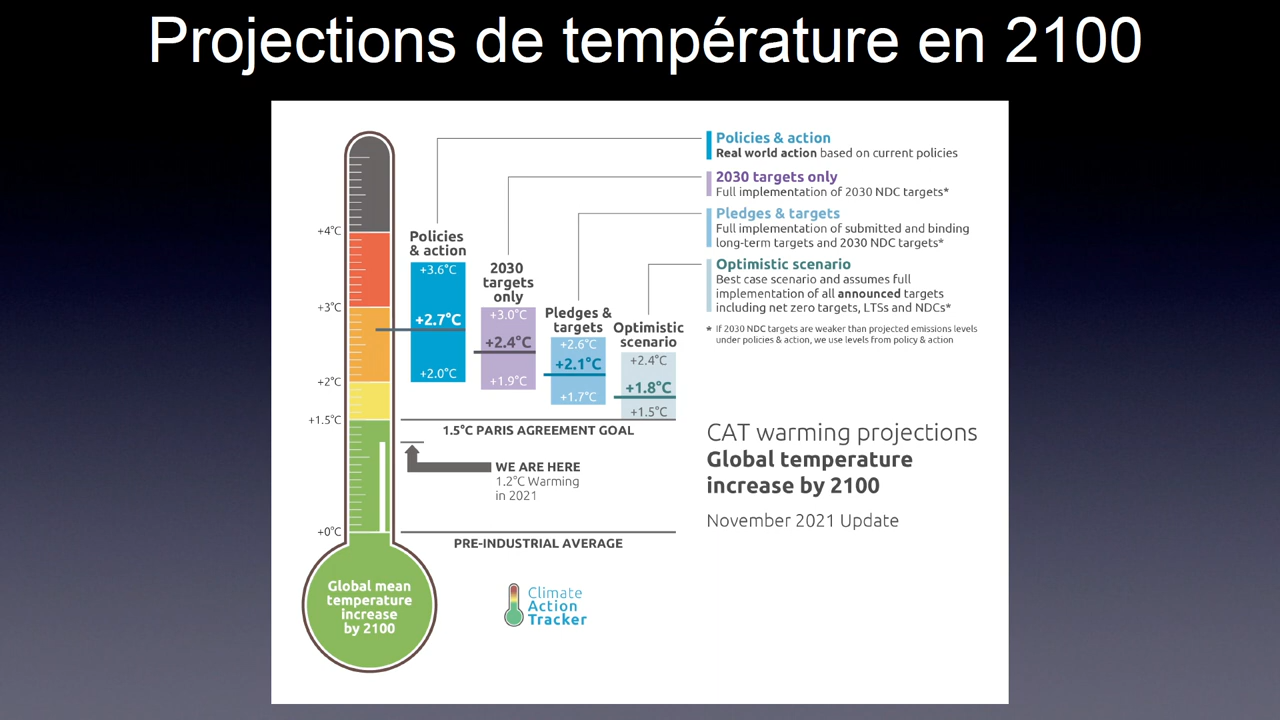 Projections de température en 2100
Policies & action
Real world action based on current policies
2030 targets only
Full implementation of 2030 NDC targets*
Pledges & targets
Full implementation of submitted and binding
long-term targets and 2030 NDC targets*
Optimistic scenario
Best case scenario and assumes full
implementation of all announced targets
including net zero targets, LTSs and NDCs*
* If 2030 NDC targets are weaker than projected emissions levels
under policies & action, we use levels from policy & action
+4°C
+3°C
+2°C
+1.5°C
+0°C
Policies
& action
+3.6°C
+2.7°C
+2.0°C
2030
targets
only
+3.0°C
+2.4°C
+1.9°C
Pledges &
targets
+2.6°C
+2.1°C
+1.7°C
Optimistic
scenario
+2.4°C
+1.8°C
+1.5°C
1.5°C PARIS AGREEMENT GOAL
WE ARE HERE
1.2°C Warming
in 2021
PRE-INDUSTRIAL AVERAGE
CAT warming projections
Global temperature
increase by 2100
November 2021 Update
Global mean
temperature
increase
by 2100
Climate
Action
Tracker